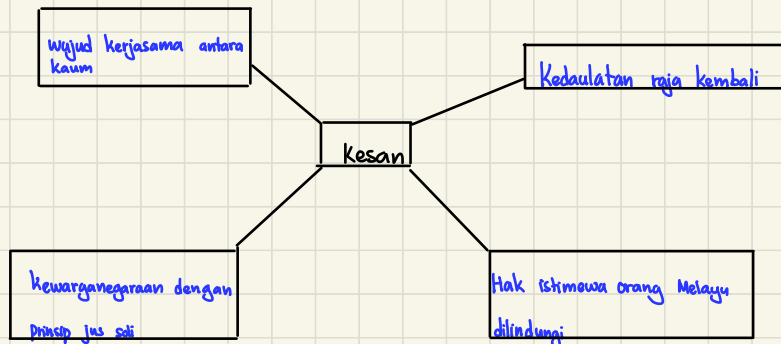 Wujud kerjasama antara
kaum
Kedaulatan raja kembali
Kesan
Kewarganegaraan dengan
Prinsip jus soli
Hak istimewa orang Melayu
dilindungi